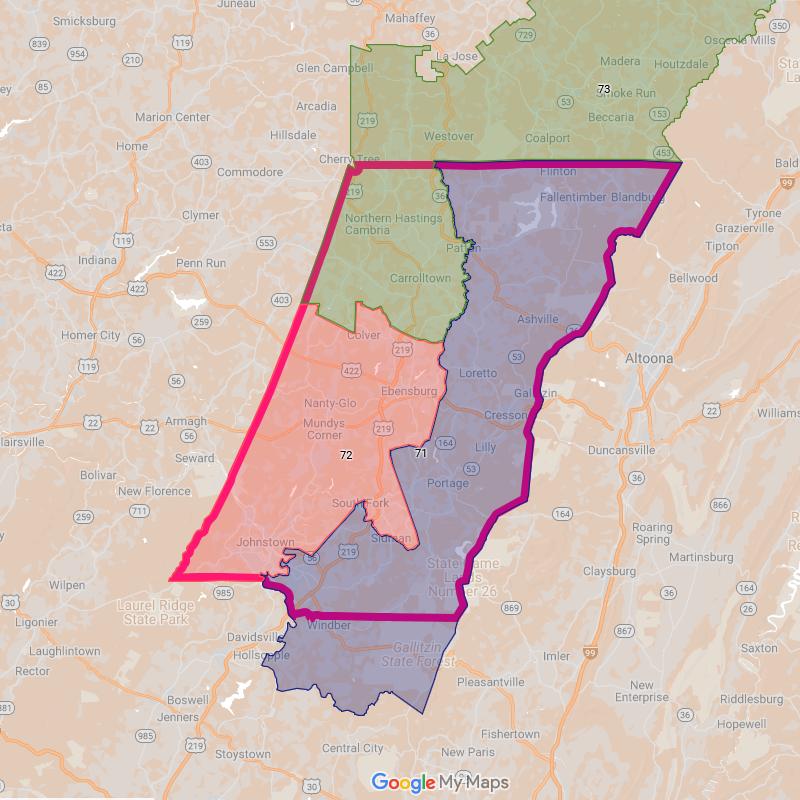 Juneau
Mahaffey
Smicksburg
119
36
729
350
Osceola Mills
839
954
210
La Jose
Glen Campbell
Madera
Houtzdale
73
85
Arcadia
53
Smoke Run
153
Beccaria
Marion Center
219
Hillsdale
Westover
Coalport
Home
403
Cherry Tree
453
Commodore
Flinton
99
219
36
Fallentimber
Blandburg
Clymer
Northern Cambria
Hastings
Tyrone
119
553
Grazierville
Patton
Tipton
Indiana
422
Penn Run
422
422
Carrolltown
Bellwood
403
259
Ashville
Homer City
Colver
219
53
Altoona
119
422
Loretto
56
Ebensburg
Gallitzin
Nanty-Glo
22
22
Armagh
Mundys Corner
219
Cresson
22
56
164
Lilly
Duncansville
Seward
72
71
53
Bolivar
Portage
36
New Florence
South Fork
866
259
711
164
Roaring Spring
Johnstown
Sidman
219
56
Martinsburg
Wilpen
State Game Lands Number 26
Claysburg
985
36
26
30
Laurel Ridge State Park
869
Ligonier
Windber
867
Davidsville
Gallitzin State Forest
Saxton
Laughlintown
Hollsopple
99
Imler
Rector
Pleasantville
New Enterprise
Boswell
Riddlesburg
Jenners
36
Hopewell
985
Fishertown
Central City
219
Stoystown
New Paris
30
Google My Maps